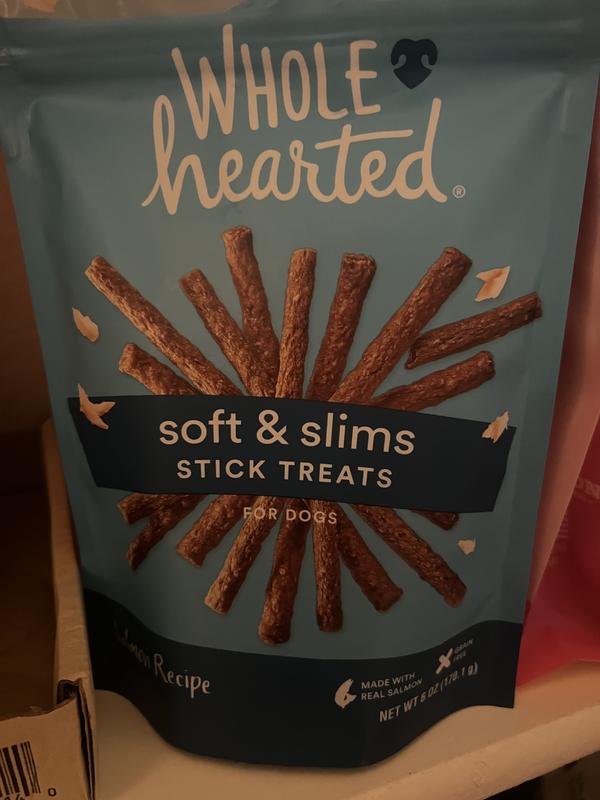 WHOLE
hearted®
soft & slims
STICK TREATS
FOR DOGS
Salmon Recipe
MADE WITH
REAL SALMON
GRAIN
FREE
NET WT 6 OZ (170.1 g)
0